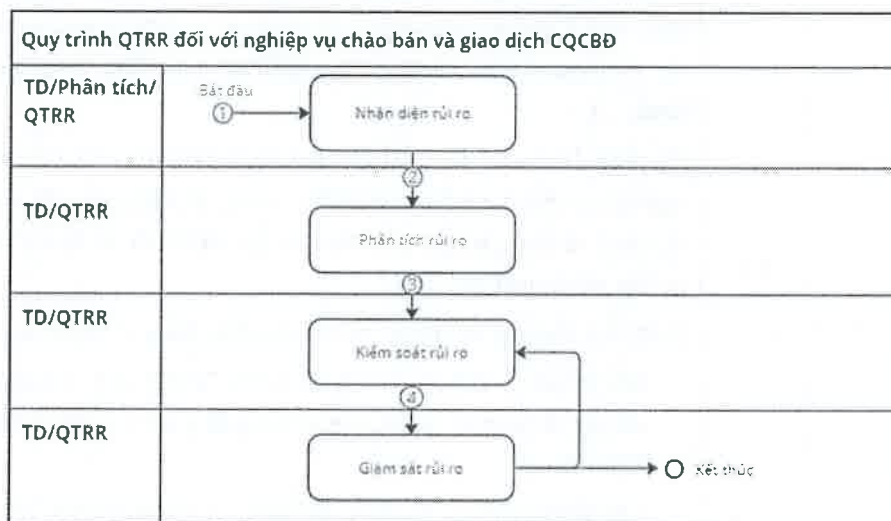 Quy trình QTRR đối với nghiệp vụ chào bán và giao dịch CQCBĐ
TD/Phân tích/
QTRR
Bắt đầu
1
Nhận diện rủi ro
2
TD/QTRR
Phân tích rủi ro
3
TD/QTRR
Kiểm soát rủi ro
4
TD/QTRR
Giám sát rủi ro
Kết thúc